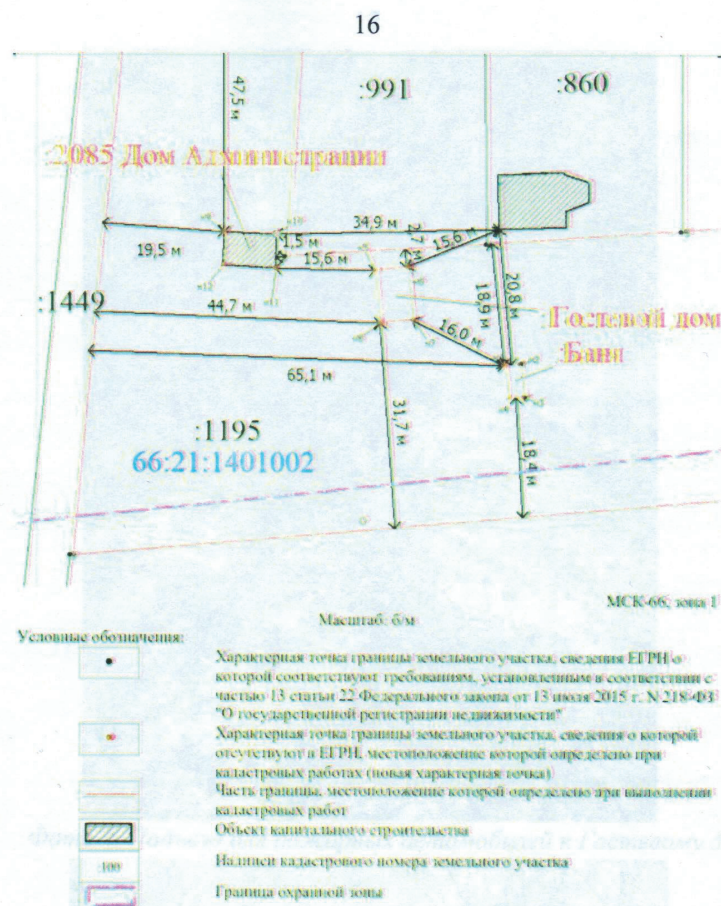 16
:991
:860
47,5 м
:2085 Дом Администрации
34,9 м
2,7 м
15,6 м
19,5 м
1,5 м
15,6 м
:1449
44,7 м
18,9 м
20,8 м
Гостевой дом
16,0 м
Баня
65,1 м
31,7 м
:1195
66:21:1401002
18,4 м
МСК-66, зона 1
Масштаб: б/м
Условные обозначения:
Характерная точка границы земельного участка, сведения ЕГРН о
которой соответствуют требованиям, установленным в соответствии с
частью 13 статьи 22 Федерального закона от 13 июля 2015 г. N 218-ФЗ
"О государственной регистрации недвижимости"
Характерная точка границы земельного участка, сведения о которой
отсутствуют в ЕГРН, местоположение которой определено при
кадастровых работах (новая характерная точка)
Часть границы, местоположение которой определено при выполнении
кадастровых работ
Объект капитального строительства
:100
Надписи кадастрового номера земельного участка
Граница охранной зоны